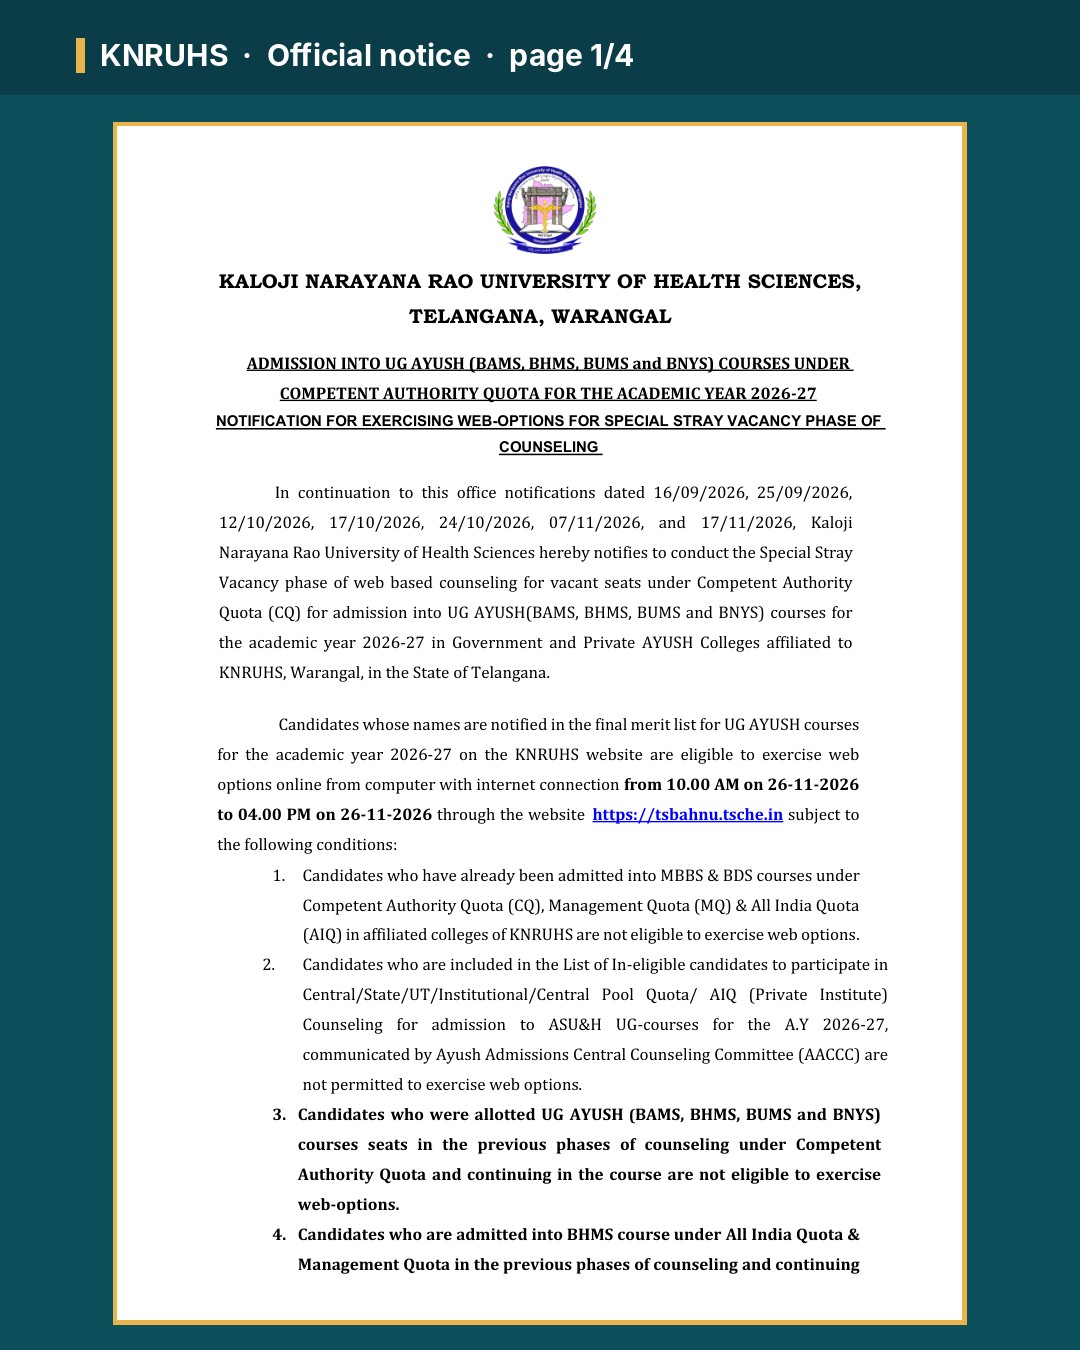 KNRUHS · Official notice · page 1/4
KALOJI NARAYANA RAO UNIVERSITY OF HEALTH SCIENCES,
TELANGANA, WARANGAL
ADMISSION INTO UG AYUSH (BAMS, BHMS, BUMS and BNYS) COURSES UNDER
COMPETENT AUTHORITY QUOTA FOR THE ACADEMIC YEAR 2026-27
NOTIFICATION FOR EXERCISING WEB-OPTIONS FOR SPECIAL STRAY VACANCY PHASE OF
COUNSELING
In continuation to this office notifications dated 16/09/2026, 25/09/2026,
12/10/2026, 17/10/2026, 24/10/2026, 07/11/2026, and 17/11/2026, Kaloji
Narayana Rao University of Health Sciences hereby notifies to conduct the Special Stray
Vacancy phase of web based counseling for vacant seats under Competent Authority
Quota (CQ) for admission into UG AYUSH(BAMS, BHMS, BUMS and BNYS) courses for
the academic year 2026-27 in Government and Private AYUSH Colleges affiliated to
KNRUHS, Warangal, in the State of Telangana.
Candidates whose names are notified in the final merit list for UG AYUSH courses
for the academic year 2026-27 on the KNRUHS website are eligible to exercise web
options online from computer with internet connection from 10.00 AM on 26-11-2026
to 04.00 PM on 26-11-2026 through the website https://tsbahnu.tsche.in subject to
the following conditions:
1. Candidates who have already been admitted into MBBS & BDS courses under
Competent Authority Quota (CQ), Management Quota (MQ) & All India Quota
(AIQ) in affiliated colleges of KNRUHS are not eligible to exercise web options.
2. Candidates who are included in the List of In-eligible candidates to participate in
Central/State/UT/Institutional/Central Pool Quota/ AIQ (Private Institute)
Counseling for admission to ASU&H UG-courses for the A.Y 2026-27,
communicated by Ayush Admissions Central Counseling Committee (AACCC) are
not permitted to exercise web options.
3. Candidates who were allotted UG AYUSH (BAMS, BHMS, BUMS and BNYS)
courses seats in the previous phases of counseling under Competent
Authority Quota and continuing in the course are not eligible to exercise
web-options.
4. Candidates who are admitted into BHMS course under All India Quota &
Management Quota in the previous phases of counseling and continuing